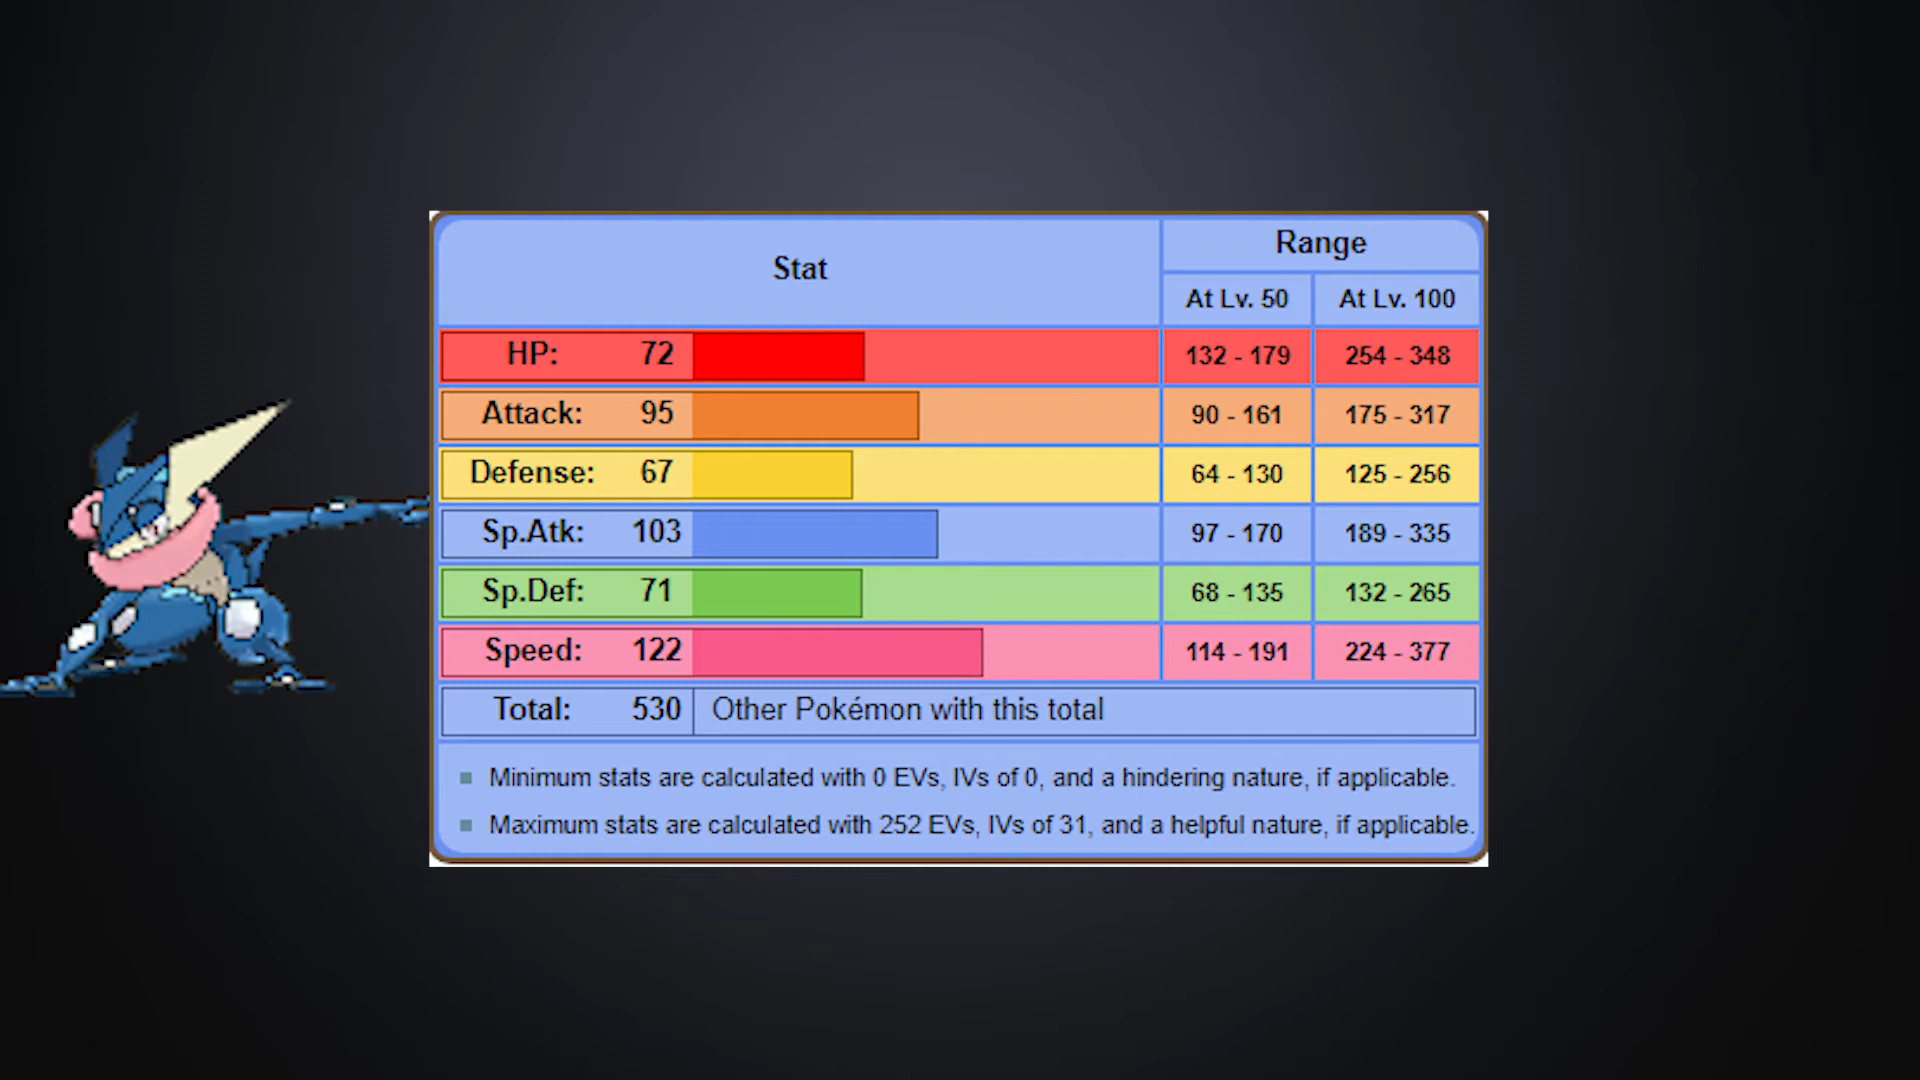 Stat
Range
At Lv. 50 At Lv. 100
HP: 72 132 - 179 254 - 348
Attack: 95 90 - 161 175 - 317
Defense: 67 64 - 130 125 - 256
Sp.Atk: 103 97 - 170 189 - 335
Sp.Def: 71 68 - 135 132 - 265
Speed: 122 114 - 191 224 - 377
Total: 530 Other Pokémon with this total
Minimum stats are calculated with 0 EVs, IVs of 0, and a hindering nature, if applicable.
Maximum stats are calculated with 252 EVs, IVs of 31, and a helpful nature, if applicable.